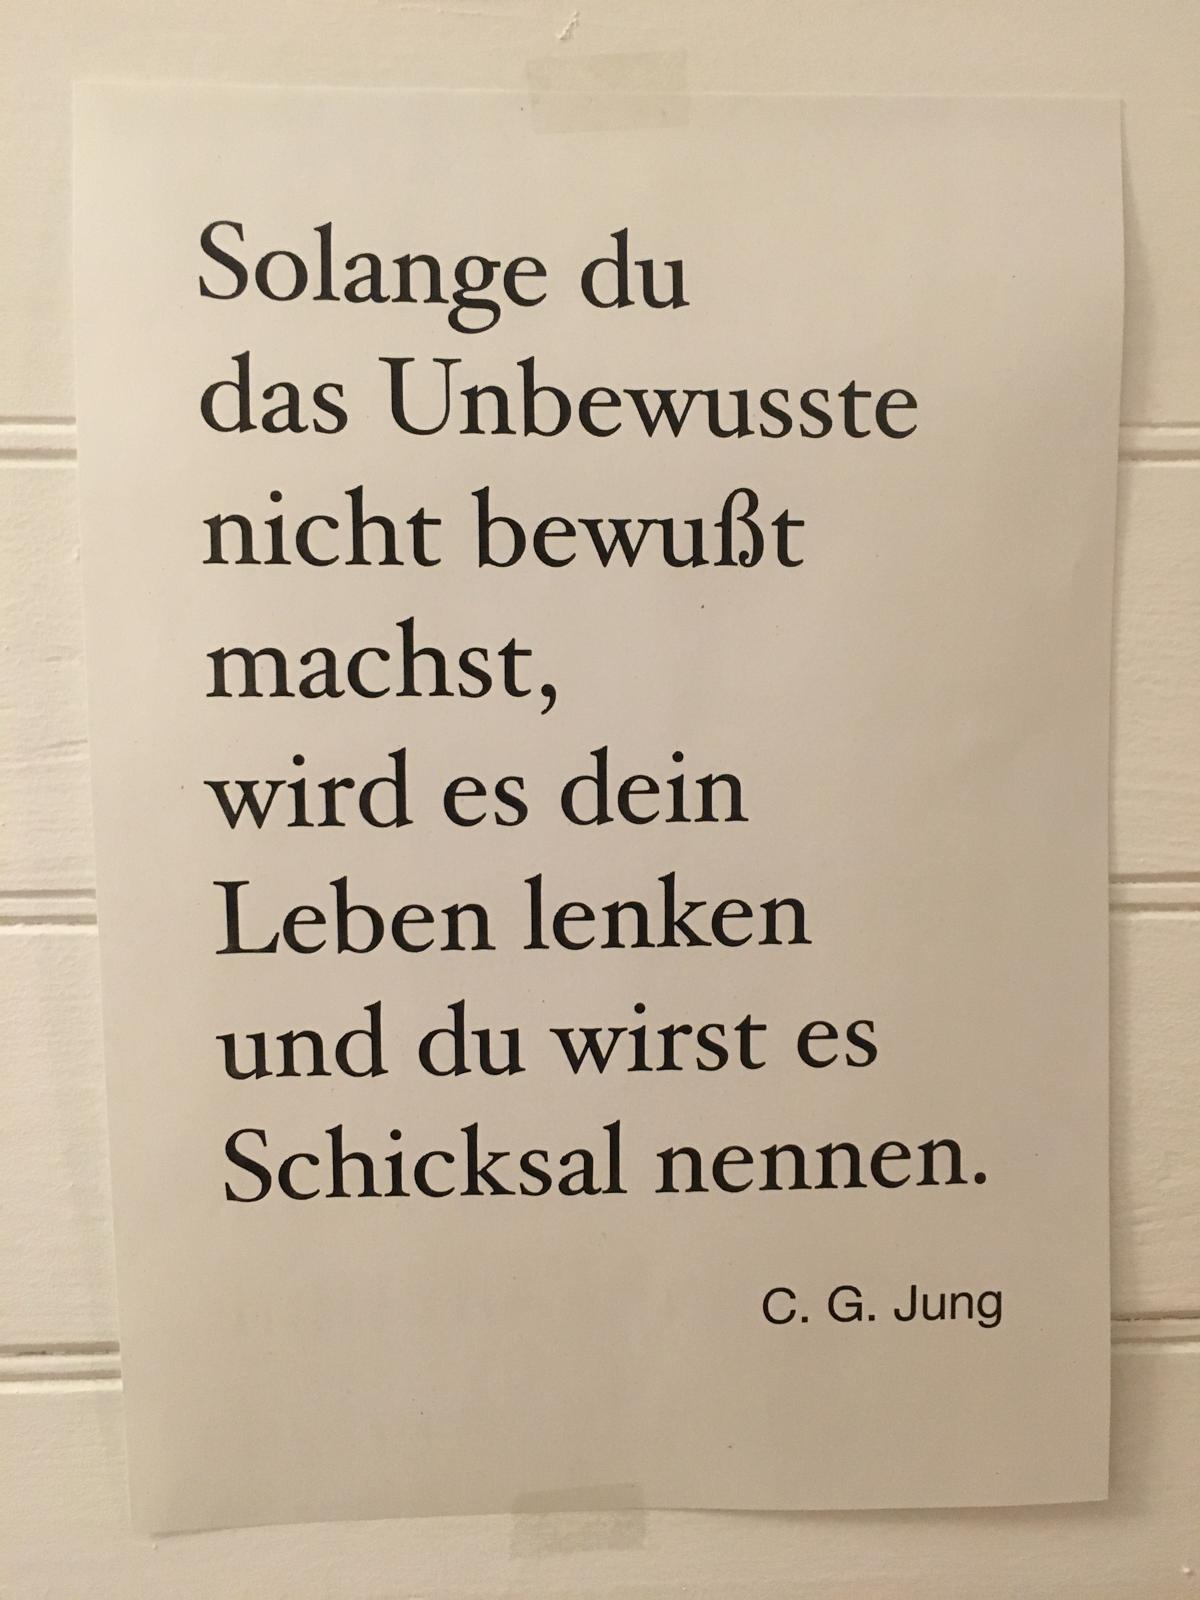 Solange du
das Unbewusste
nicht bewußt
machst,
wird es dein
Leben lenken
und du wirst es
Schicksal nennen.
C. G. Jung